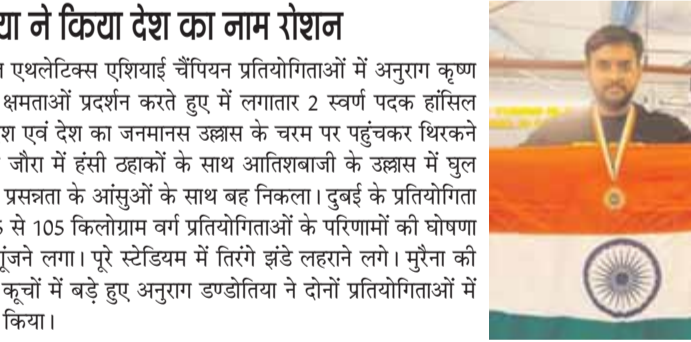 या ने किया देश का नाम रोशन
एथलेटिक्स एशियाई चैंपियन प्रतियोगिताओं में अनुराग कृष्ण
क्षमताओं प्रदर्शन करते हुए में लगातार 2 स्वर्ण पदक हांसिल
श एवं देश का जनमानस उल्लास के चरम पर पहुंचकर थिरकने
जौरा में हंसी ठहाकों के साथ आतिशबाजी के उल्लास में घुल
प्रसन्नता के आंसुओं के साथ बह निकला। दुबई के प्रतियोगिता
से 105 किलोग्राम वर्ग प्रतियोगिताओं के परिणामों की घोषणा
गूंजने लगा। पूरे स्टेडियम में तिरंगे झंडे लहराने लगे। मुरैना की
कूचों में बड़े हुए अनुराग डण्डोतिया ने दोनों प्रतियोगिताओं में
किया।